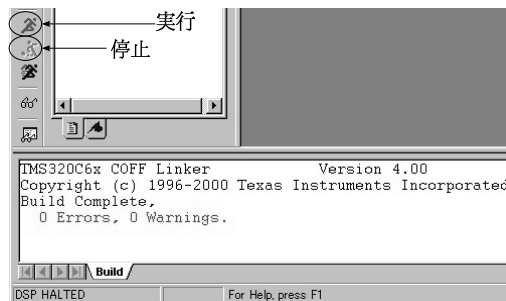 実行
停止
TMS320C6x COFF Linker Version 4.00
Copyright (c) 1996-2000 Texas Instruments Incorporated
Build Complete,
0 Errors, 0 Warnings.
Build
DSP HALTED For Help, press F1